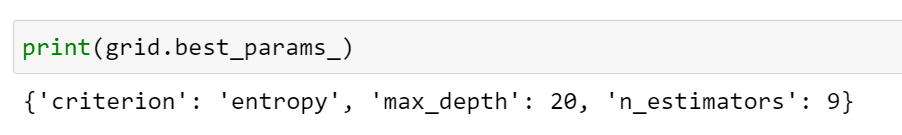 print(grid.best_params_)
{'criterion': 'entropy', 'max_depth': 20, 'n_estimators': 9}